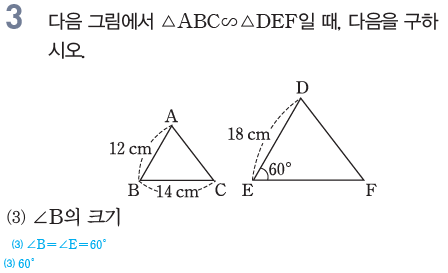 3 다음 그림에서 △ABC∽△DEF일 때, 다음을 구하
시오.
D
A
12 cm
18 cm
60°
B 14 cm C E F
(3) ∠B의 크기
(3) ∠B=∠E=60°
(3) 60°